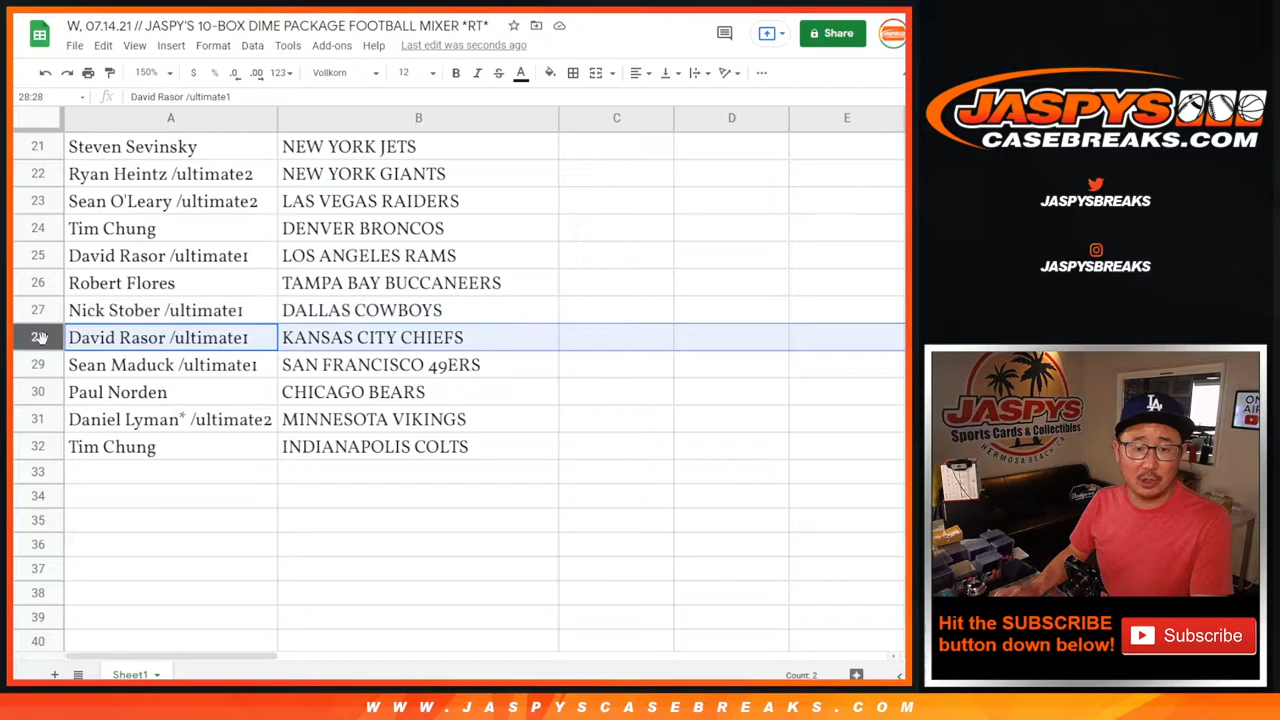 W, 07.14.21 // JASPY'S 10-BOX DIME PACKAGE FOOTBALL MIXER *RT*
File Edit View Insert Format Data Tools Add-ons Help Last edit was seconds ago
Share
150% $ % .0 .00 123 Vollkorn 12 B I S A
28:28 fx David Rasor /ultimate1
A B C D E
21 Steven Sevinsky NEW YORK JETS
22 Ryan Heintz /ultimate2 NEW YORK GIANTS
23 Sean O'Leary /ultimate2 LAS VEGAS RAIDERS
24 Tim Chung DENVER BRONCOS
25 David Rasor /ultimate1 LOS ANGELES RAMS
26 Robert Flores TAMPA BAY BUCCANEERS
27 Nick Stober /ultimate1 DALLAS COWBOYS
28 David Rasor /ultimate1 KANSAS CITY CHIEFS
29 Sean Maduck /ultimate1 SAN FRANCISCO 49ERS
30 Paul Norden CHICAGO BEARS
31 Daniel Lyman* /ultimate2 MINNESOTA VIKINGS
32 Tim Chung INDIANAPOLIS COLTS
33
34
35
36
37
38
39
40
Sheet1 Count: 2
JASPYS
CASEBREAKS.COM
JASPYSBREAKS
JASPYSBREAKS
JASPYS
Sports Cards & Collectibles
HERMOSA BEACH, CA
LA
ON
AIR
Hit the SUBSCRIBE
button down below!
Subscribe
WWW.JASPYSCASEBREAKS.COM